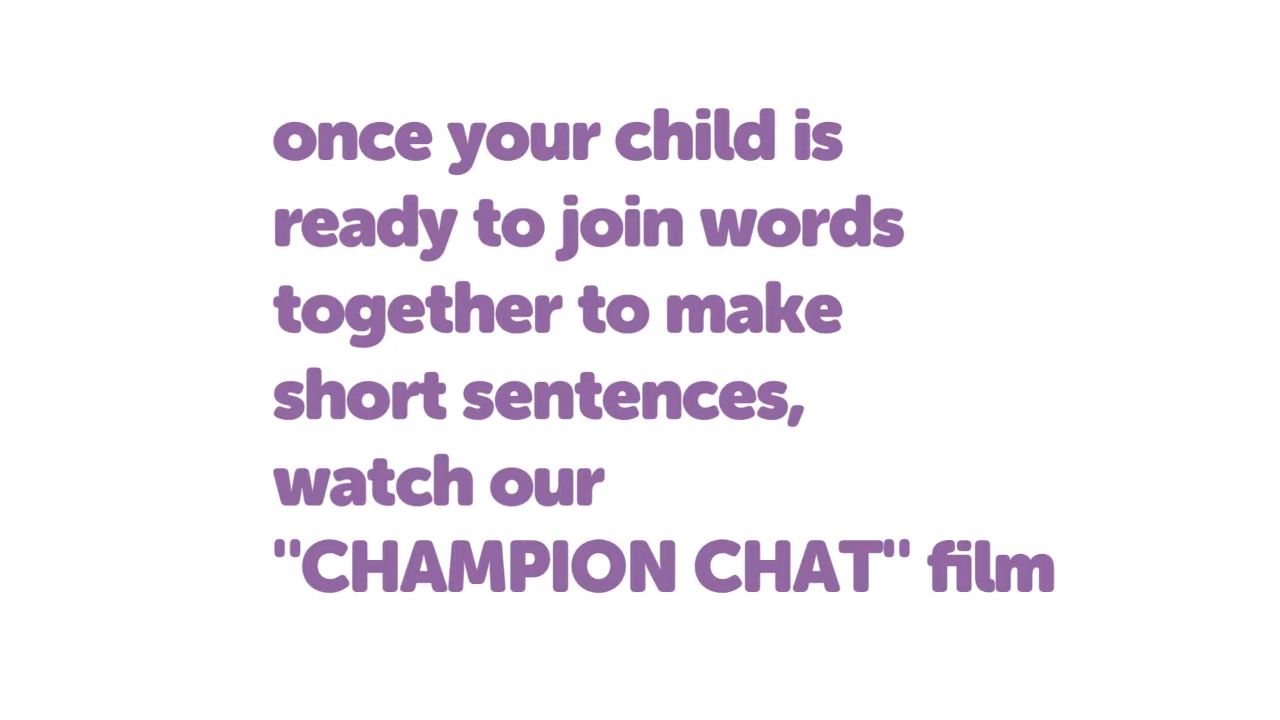 once your child is
ready to join words
together to make
short sentences,
watch our
"CHAMPION CHAT" film